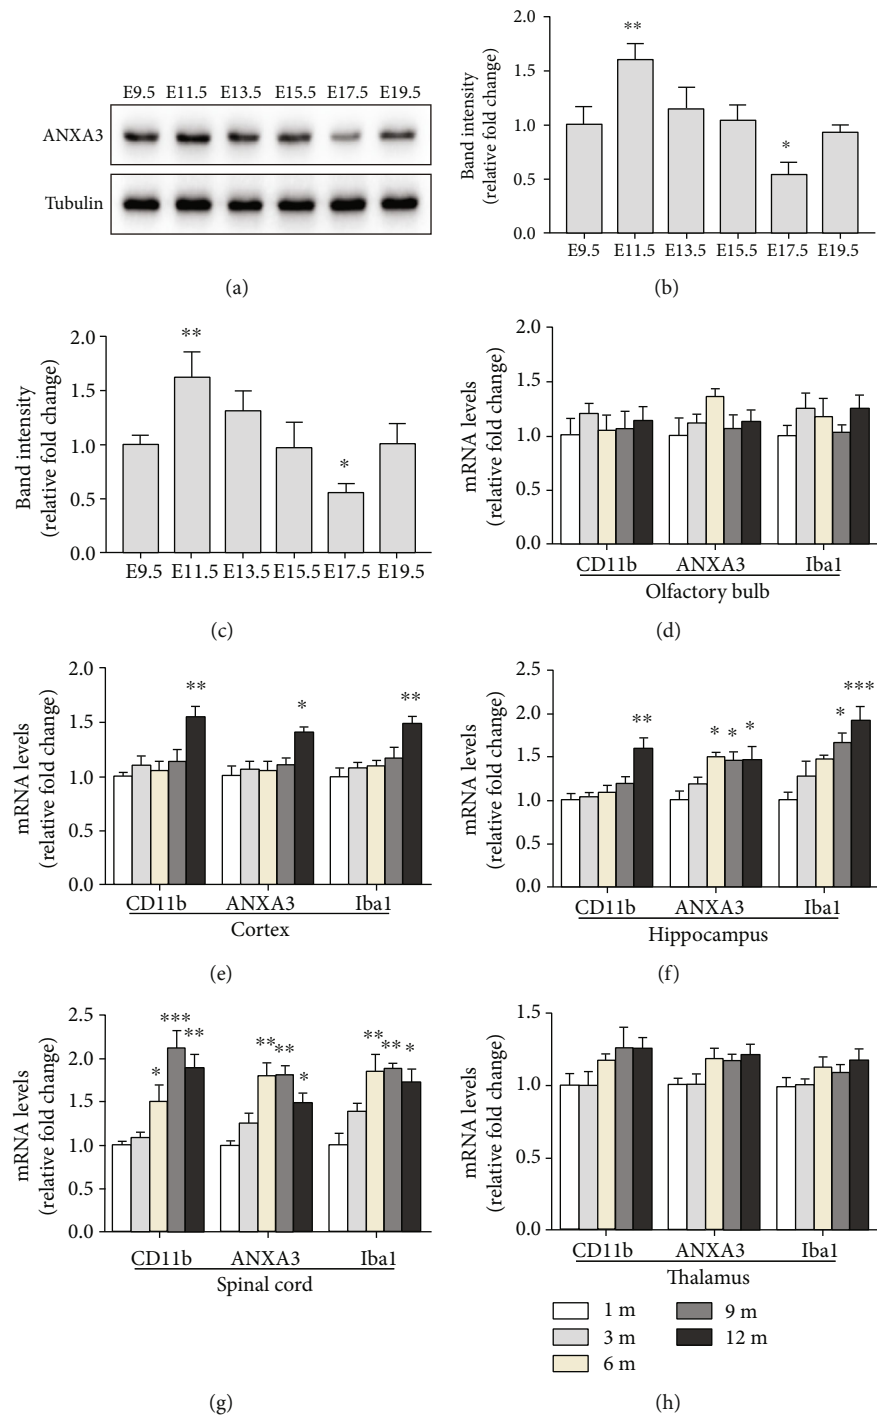 E9.5 E11.5 E13.5 E15.5 E17.5 E19.5
ANXA3
Tubulin
(a)
Band intensity
(relative fold change)
2.0
1.5
1.0
0.5
0.0
**
*
E9.5 E11.5 E13.5 E15.5 E17.5 E19.5
(b)
Band intensity
(relative fold change)
2.0
1.5
1.0
0.5
0.0
**
*
E9.5 E11.5 E13.5 E15.5 E17.5 E19.5
(c)
mRNA levels
(relative fold change)
2.0
1.5
1.0
0.5
0.0
CD11b ANXA3 Iba1
Olfactory bulb
(d)
mRNA levels
(relative fold change)
2.0
1.5
1.0
0.5
0.0
** * **
CD11b ANXA3 Iba1
Cortex
(e)
mRNA levels
(relative fold change)
2.5
2.0
1.5
1.0
0.5
0.0
** * * * * ***
CD11b ANXA3 Iba1
Hippocampus
(f)
mRNA levels
(relative fold change)
2.5
2.0
1.5
1.0
0.5
0.0
* *** ** ** ** * ** ** *
CD11b ANXA3 Iba1
Spinal cord
(g)
mRNA levels
(relative fold change)
1.5
1.0
0.5
0.0
CD11b ANXA3 Iba1
Thalamus
1 m
3 m
6 m
9 m
12 m
(h)